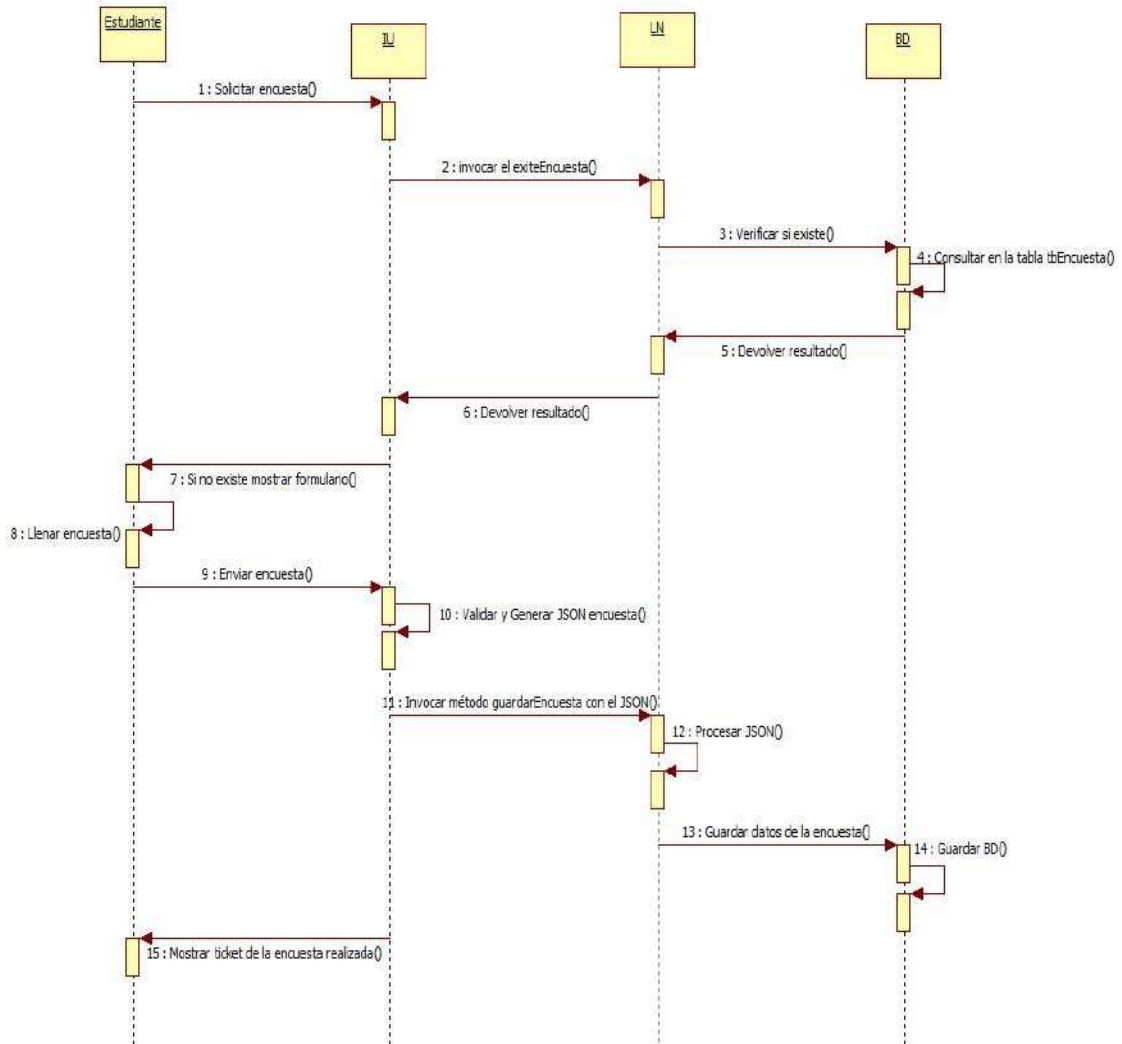 Estudiante
IU
LN
BD
1 : Solicitar encuesta()
2 : invocar el exiteEncuesta()
3 : Verificar si existe()
4 : Consultar en la tabla tbEncuesta()
5 : Devolver resultado()
6 : Devolver resultado()
7 : Si no existe mostrar formulario()
8 : Llenar encuesta()
9 : Enviar encuesta()
10 : Validar y Generar JSON encuesta()
11 : Invocar método guardarEncuesta con el JSON()
12 : Procesar JSON()
13 : Guardar datos de la encuesta()
14 : Guardar BD()
15 : Mostrar ticket de la encuesta realizada()